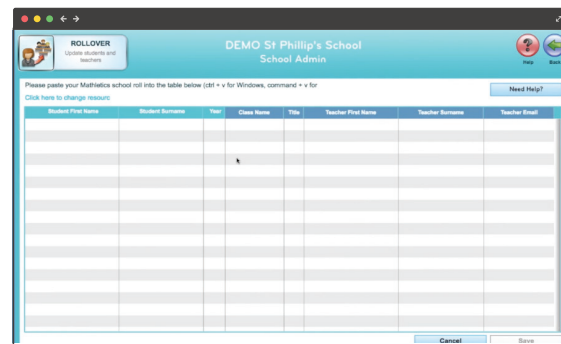 ROLLOVER
Update students and
teachers
DEMO St Phillip's School
School Admin
Help
Back
Please paste your Mathletics school roll into the table below (ctrl + v for Windows, command + v for
Click here to change resourc
Need Help?
Student First Name Student Surname Year Class Name Title Teacher First Name Teacher Surname Teacher Email
Cancel Save